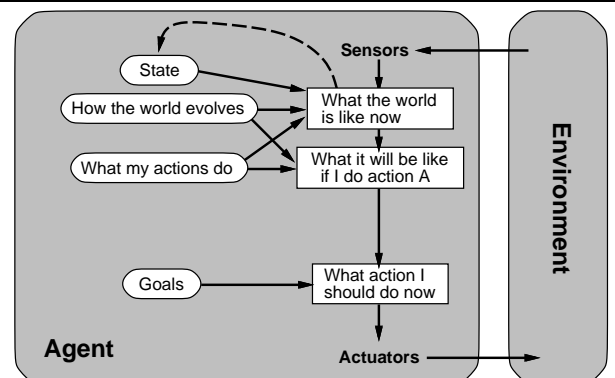 Sensors
State
How the world evolves
What the world
is like now
What my actions do
What it will be like
if I do action A
Environment
Goals
What action I
should do now
Agent
Actuators